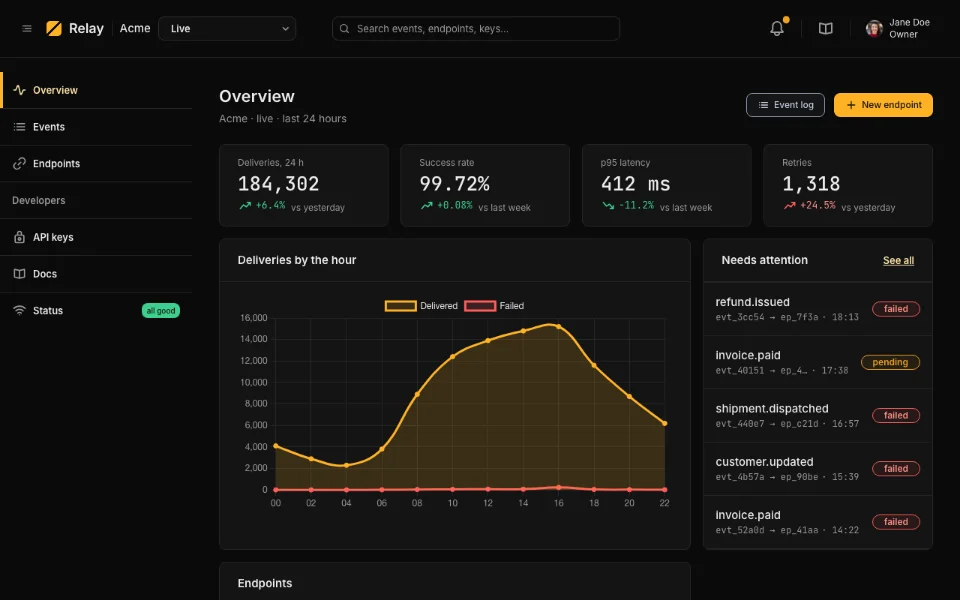 Relay
Acme
Live
Search events, endpoints, keys...
Jane Doe
Owner
Overview
Events
Endpoints
Developers
API keys
Docs
Status
all good
Overview
Acme · live · last 24 hours
Event log
New endpoint
Deliveries, 24 h
184,302
+6.4% vs yesterday
Success rate
99.72%
+0.08% vs last week
p95 latency
412 ms
-11.2% vs last week
Retries
1,318
+24.5% vs yesterday
Deliveries by the hour
Delivered
Failed
16,000
14,000
12,000
10,000
8,000
6,000
4,000
2,000
0
00 02 04 06 08 10 12 14 16 18 20 22
Needs attention
See all
refund.issued
evt_3cc54 → ep_7f3a · 18:13
failed
invoice.paid
evt_40151 → ep_4… · 17:38
pending
shipment.dispatched
evt_440e7 → ep_c21d · 16:57
failed
customer.updated
evt_4b57a → ep_90be · 15:39
failed
invoice.paid
evt_52a0d → ep_41aa · 14:22
failed
Endpoints